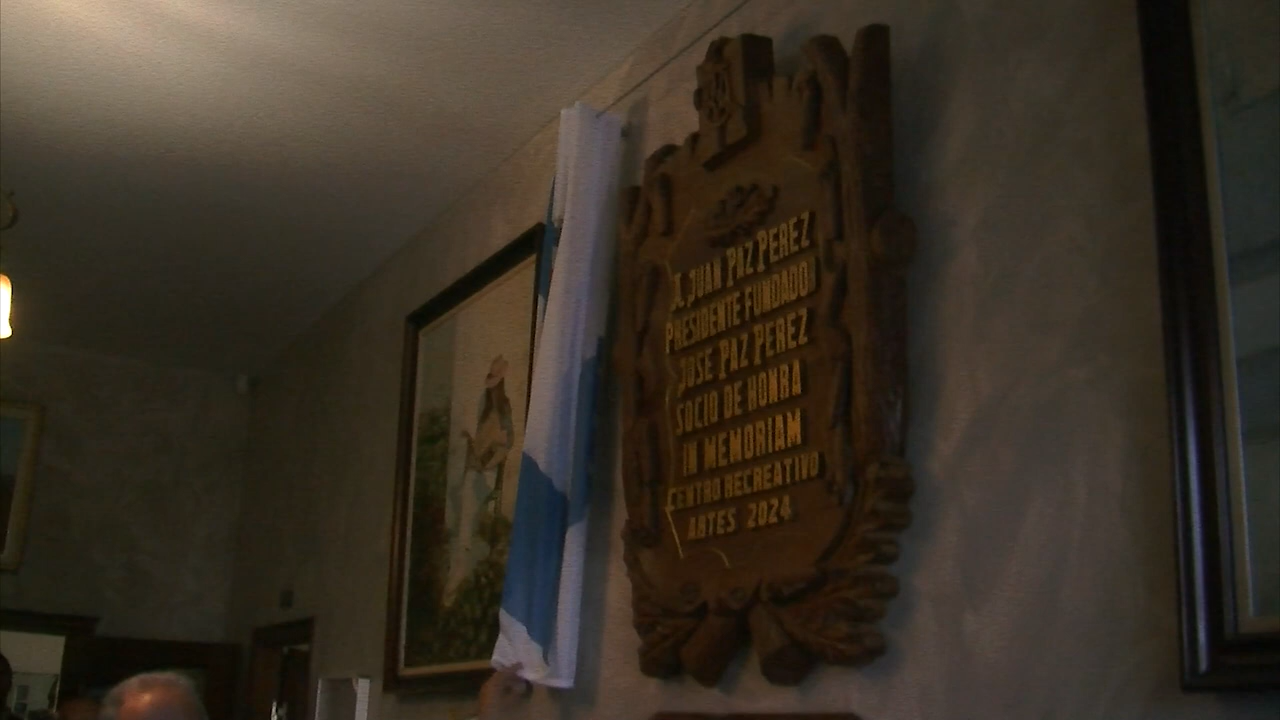 X. JUAN PAZ PEREZ
PRESIDENTE FUNDADOR
JOSE PAZ PEREZ
SOCIO DE HONRA
IN MEMORIAM
CENTRO RECREATIVO
ARTES 2024